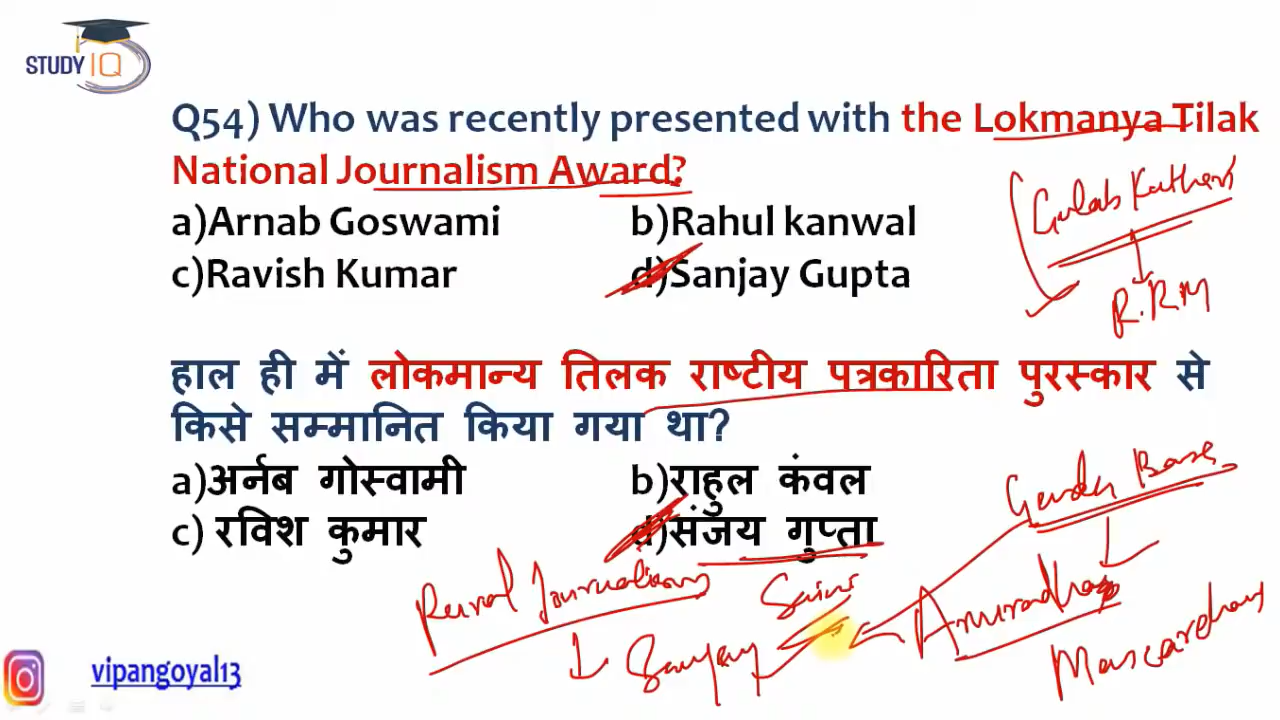 STUDY IQ
Q54) Who was recently presented with the Lokmanya Tilak
National Journalism Award?
a)Arnab Goswami b)Rahul kanwal
c)Ravish Kumar d)Sanjay Gupta
Gulab Kothari
R.RM
हाल ही में लोकमान्य तिलक राष्टीय पत्रकारिता पुरस्कार से
किसे सम्मानित किया गया था?
a)अर्नब गोस्वामी b)राहुल कंवल
c) रविश कुमार d)संजय गुप्ता
Gender Base
Rural Journalism
Saini
Sanjay
Anuradha
Mascarenhas
vipangoyal13